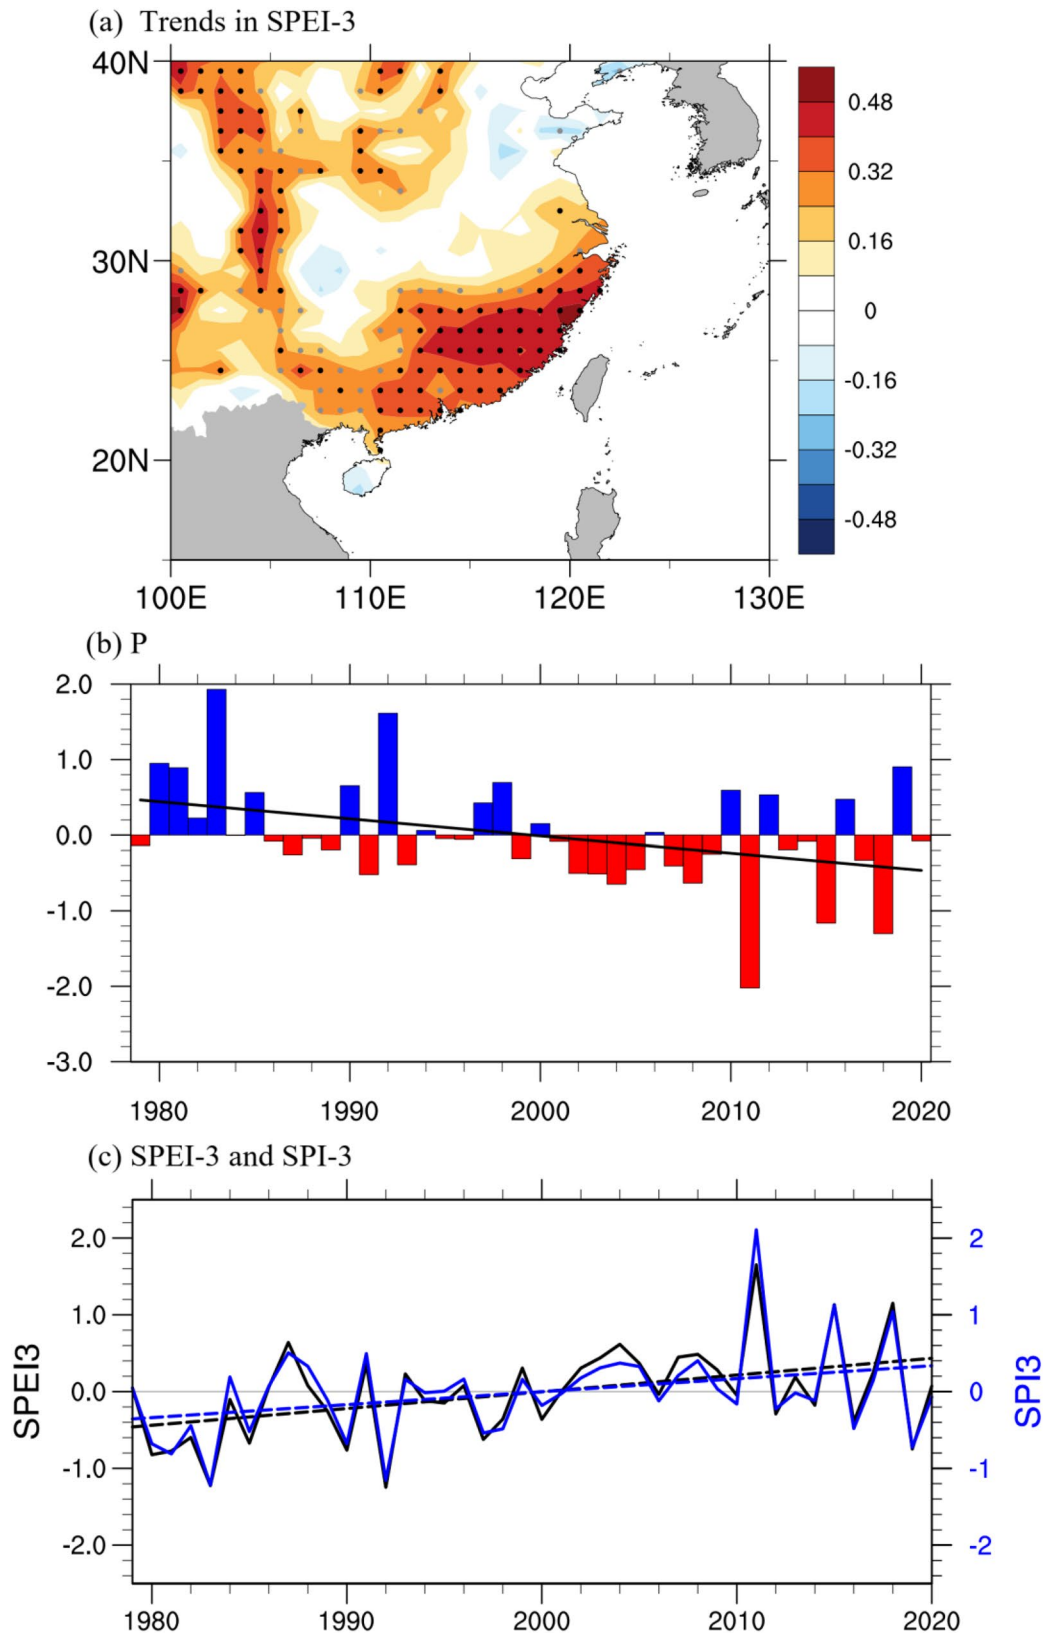 (a) Trends in SPEI-3
40N
30N
20N
100E 110E 120E 130E
0.48
0.32
0.16
0
-0.16
-0.32
-0.48
(b) P
2.0
1.0
0.0
-1.0
-2.0
-3.0
1980 1990 2000 2010 2020
(c) SPEI-3 and SPI-3
SPEI3
2.0
1.0
0.0
-1.0
-2.0
2
1
0
-1
-2
SPI3
1980 1990 2000 2010 2020